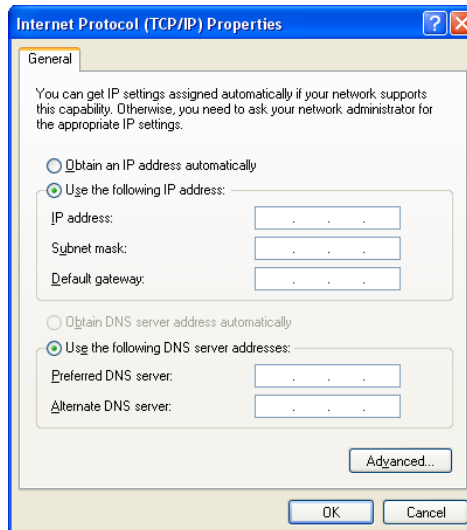 Internet Protocol (TCP/IP) Properties
General
You can get IP settings assigned automatically if your network supports
this capability. Otherwise, you need to ask your network administrator for
the appropriate IP settings.
Obtain an IP address automatically
Use the following IP address:
IP address:
Subnet mask:
Default gateway:
Obtain DNS server address automatically
Use the following DNS server addresses:
Preferred DNS server:
Alternate DNS server:
Advanced...
OK Cancel